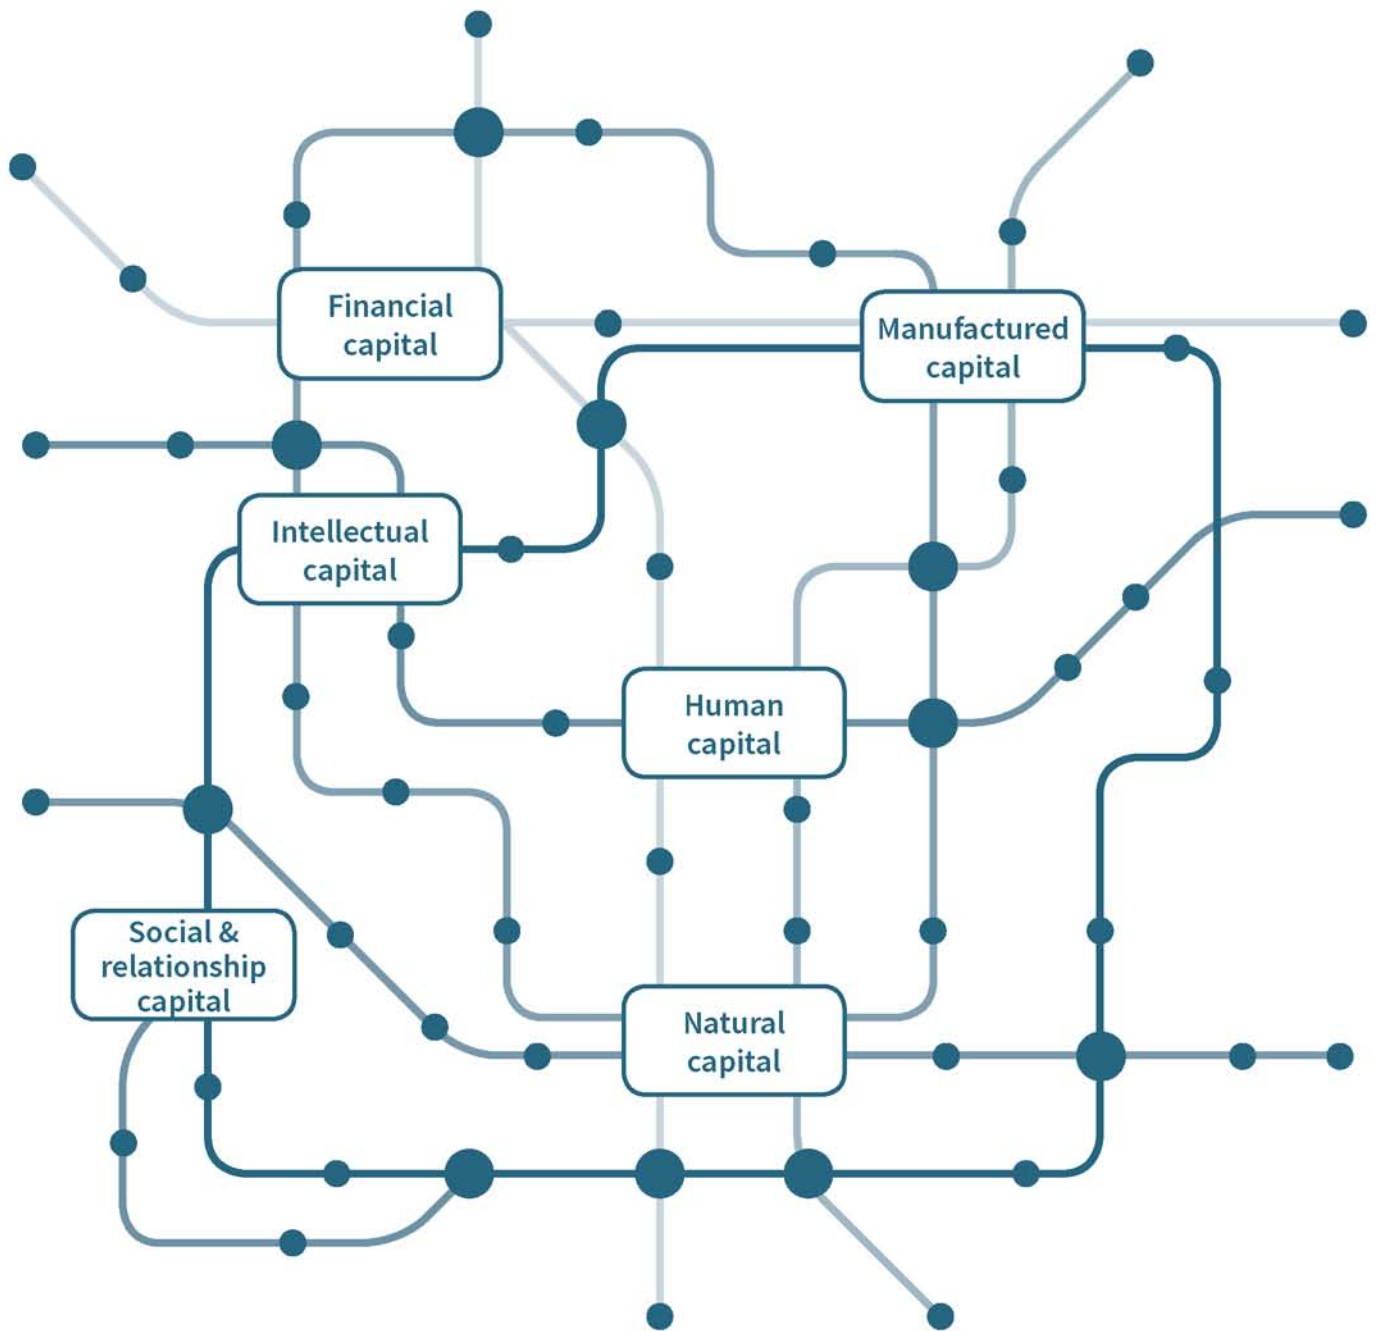 Financial
capital
Manufactured
capital
Intellectual
capital
Human
capital
Social &
relationship
capital
Natural
capital